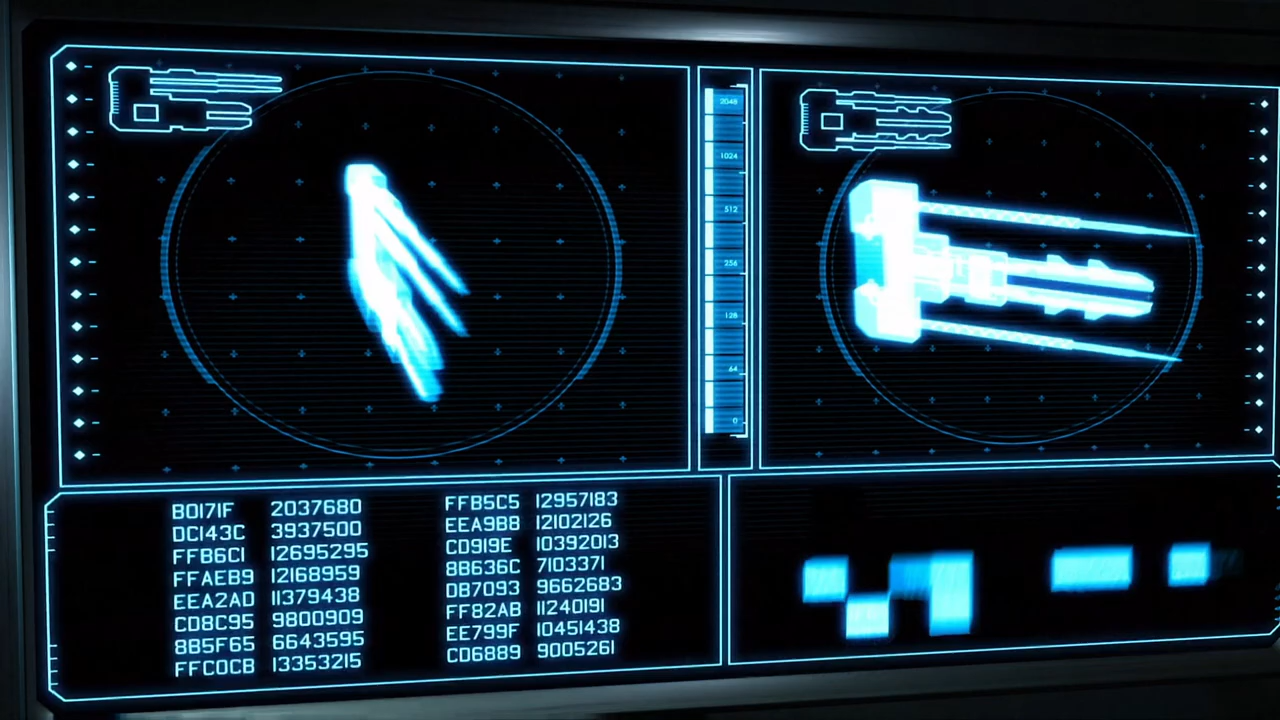 2048
1024
512
256
128
64
0
B0171F 2037680
DC143C 3937500
FFB6C1 12695295
FFAEB9 12168959
EEA2AD 11379438
CD8C95 9800909
8B5F65 6643595
FFC0CB 13353215
FFB5C5 12957183
EEA9B8 12102126
CD919E 10392013
8B636C 7103371
DB7093 9662683
FF82AB 11240191
EE799F 10451438
CD6889 9005261